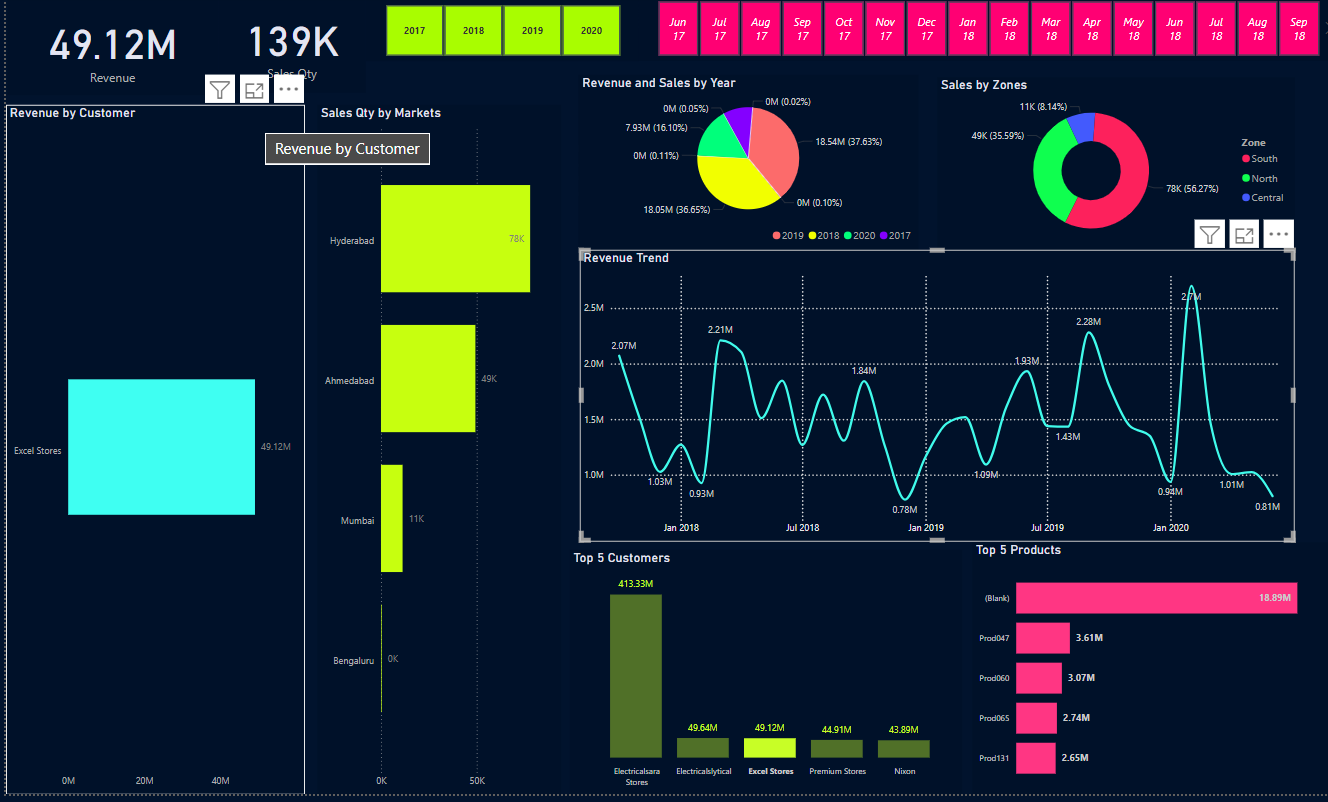 49.12M
Revenue
139K
Sales Qty
2017
2018
2019
2020
Jun
17
Jul
17
Aug
17
Sep
17
Oct
17
Nov
17
Dec
17
Jan
18
Feb
18
Mar
18
Apr
18
May
18
Jun
18
Jul
18
Aug
18
Sep
18
Revenue by Customer
Revenue by Customer
Excel Stores
49.12M
0M
20M
40M
Sales Qty by Markets
Hyderabad
78K
Ahmedabad
49K
Mumbai
11K
Bengaluru
0K
0K
50K
Revenue and Sales by Year
0M (0.05%)
0M (0.02%)
7.93M (16.10%)
18.54M (37.63%)
0M (0.11%)
0M (0.10%)
18.05M (36.65%)
2019
2018
2020
2017
Sales by Zones
11K (8.14%)
49K (35.59%)
78K (56.27%)
Zone
South
North
Central
Revenue Trend
2.5M
2.0M
1.5M
1.0M
2.07M
1.03M
0.93M
2.21M
1.84M
0.78M
1.09M
1.93M
1.43M
2.28M
0.94M
2.7M
1.01M
0.81M
Jan 2018
Jul 2018
Jan 2019
Jul 2019
Jan 2020
Top 5 Customers
413.33M
49.64M
49.12M
44.91M
43.89M
Electricalsara
Stores
Electricalslytical
Excel Stores
Premium Stores
Nixon
Top 5 Products
(Blank)
18.89M
Prod047
3.61M
Prod060
3.07M
Prod065
2.74M
Prod131
2.65M